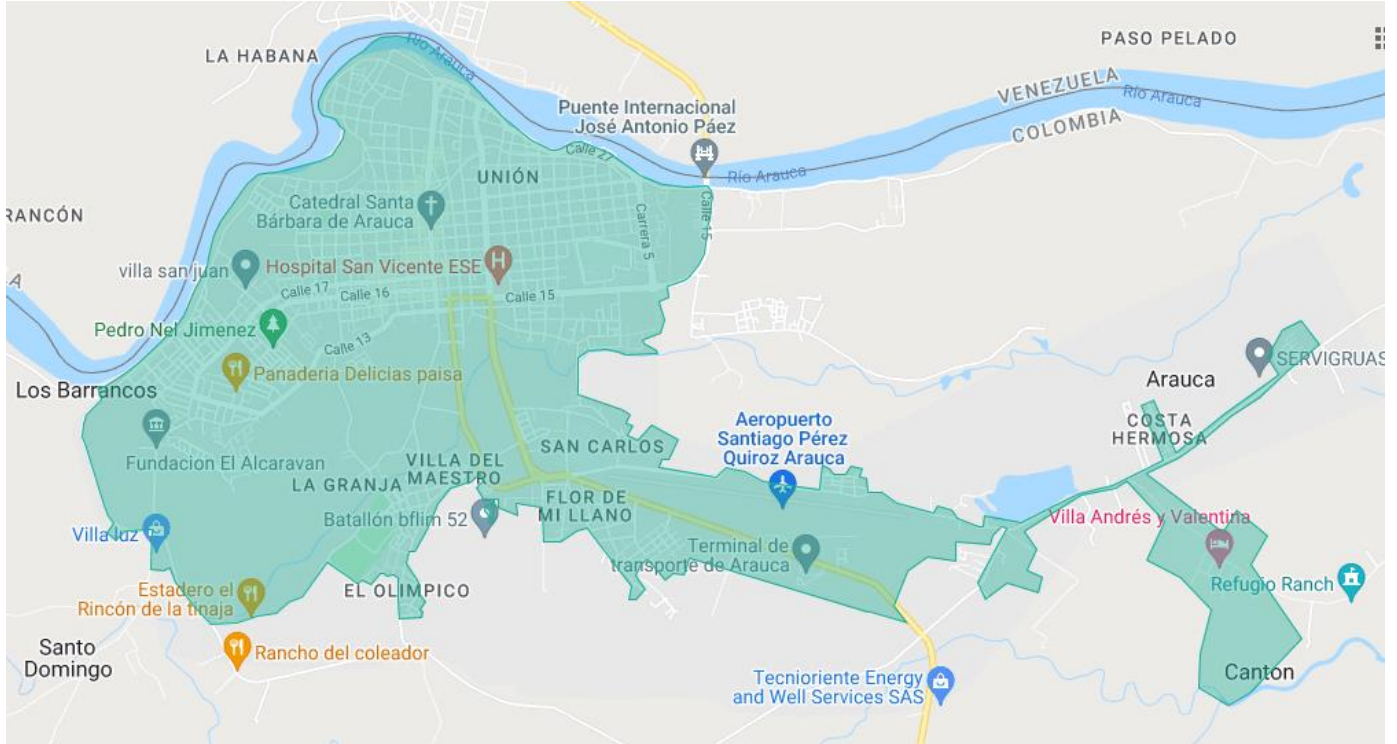 PASO PELADO
LA HABANA
Río Arauca
VENEZUELA
Río Arauca
COLOMBIA
Puente Internacional
José Antonio Páez
Calle 27
Río Arauca
UNIÓN
Catedral Santa
Bárbara de Arauca
RANCÓN
Carrera 5
Calle 15
villa san juan
Hospital San Vicente ESE
A
Calle 17
Calle 16
Calle 15
Pedro Nel Jimenez
Calle 13
Panaderia Delicias paisa
SERVIGRUAS
Los Barrancos
Arauca
COSTA
HERMOSA
Aeropuerto
Santiago Pérez
Quiroz Arauca
SAN CARLOS
Fundacion El Alcaravan
VILLA DEL
MAESTRO
LA GRANJA
FLOR DE
MI LLANO
Batallón bflim 52
Villa luz
Villa Andrés y Valentina
Terminal de
transporte de Arauca
Refugio Ranch
Estadero el
Rincón de la tinaja
EL OLIMPICO
Santo
Domingo
Rancho del coleador
Canton
Tecnioriente Energy
and Well Services SAS